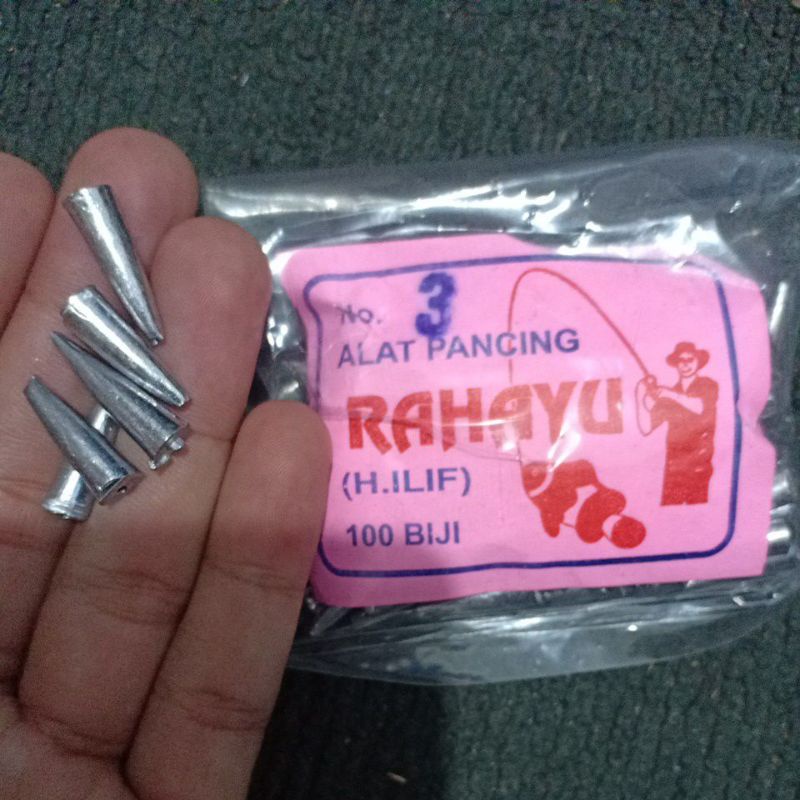 No. 3
ALAT PANCING
RAHAYU
(H.ILIF)
100 BIJI